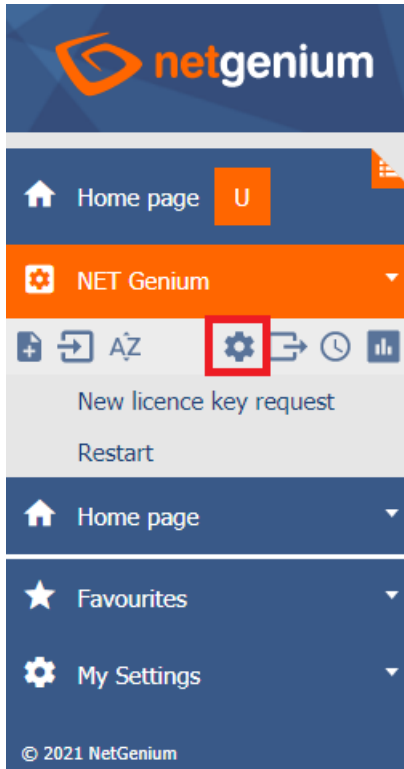 netgenium
Home page U
NET Genium
AZ
New licence key request
Restart
Home page
Favourites
My Settings
© 2021 NetGenium